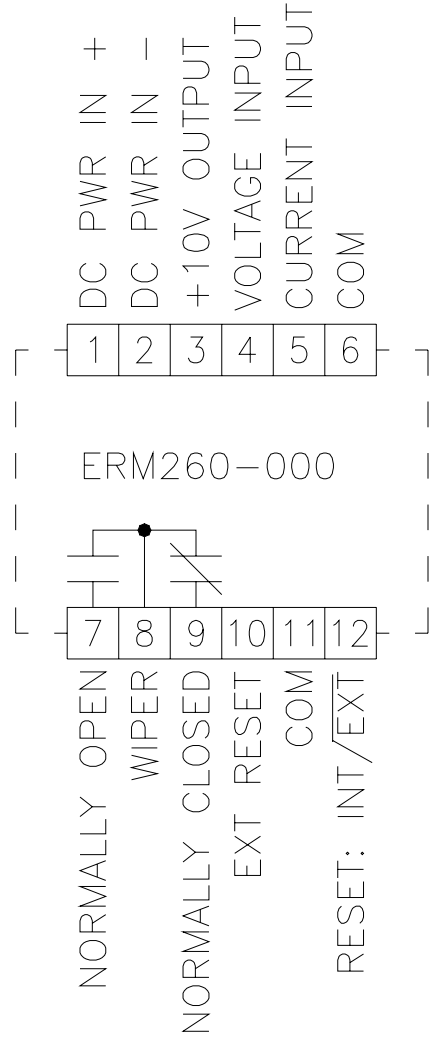 DC PWR IN +
DC PWR IN −
+10V OUTPUT
VOLTAGE INPUT
CURRENT INPUT
COM
1 2 3 4 5 6
ERM260-000
7 8 9 10 11 12
NORMALLY OPEN
WIPER
NORMALLY CLOSED
EXT RESET
COM
RESET: INT/EXT